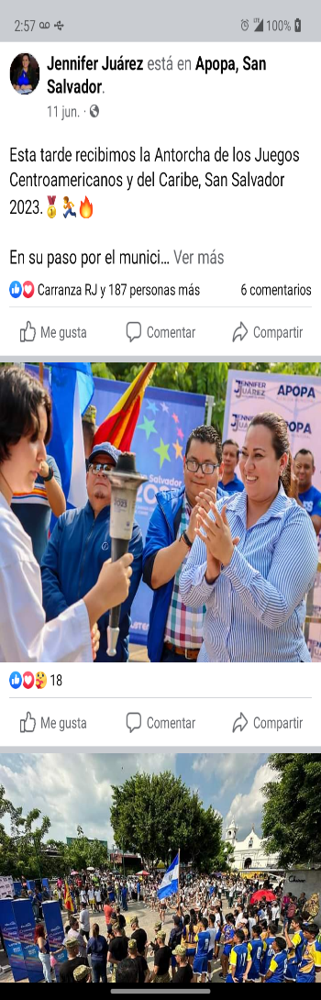 2:57
100%
Jennifer Juárez está en Apopa, San
Salvador.
11 jun. ·
Esta tarde recibimos la Antorcha de los Juegos
Centroamericanos y del Caribe, San Salvador
2023.🏅🏃🔥
En su paso por el munici... Ver más
Carranza RJ y 187 personas más
6 comentarios
Me gusta
Comentar
Compartir
JENNIFER
JUÁREZ
APOPA
JENNIFER
JUÁREZ
APOPA
Salvador
18
Me gusta
Comentar
Compartir